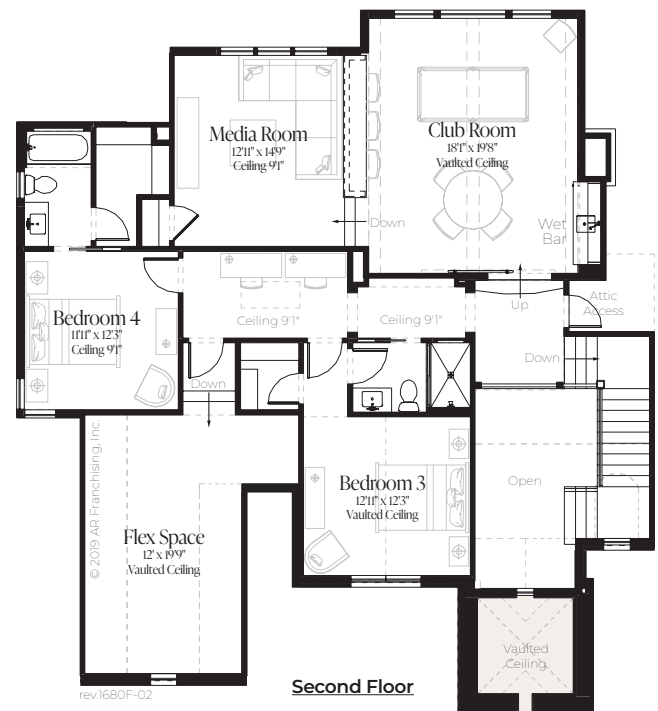 Media Room
12'11" x 14'9"
Ceiling 9'1"
Club Room
18'1" x 19'8"
Vaulted Ceiling
Down
Wet
Bar
Bedroom 4
11'11" x 12'3"
Ceiling 9'1"
Ceiling 9'1"
Ceiling 9'1"
Up
Attic
Access
Down
Down
Bedroom 3
12'11" x 12'3"
Vaulted Ceiling
Open
Flex Space
12' x 19'9"
Vaulted Ceiling
© 2019 AR Franchising, Inc.
Vaulted
Ceiling
rev.1680F-02
Second Floor